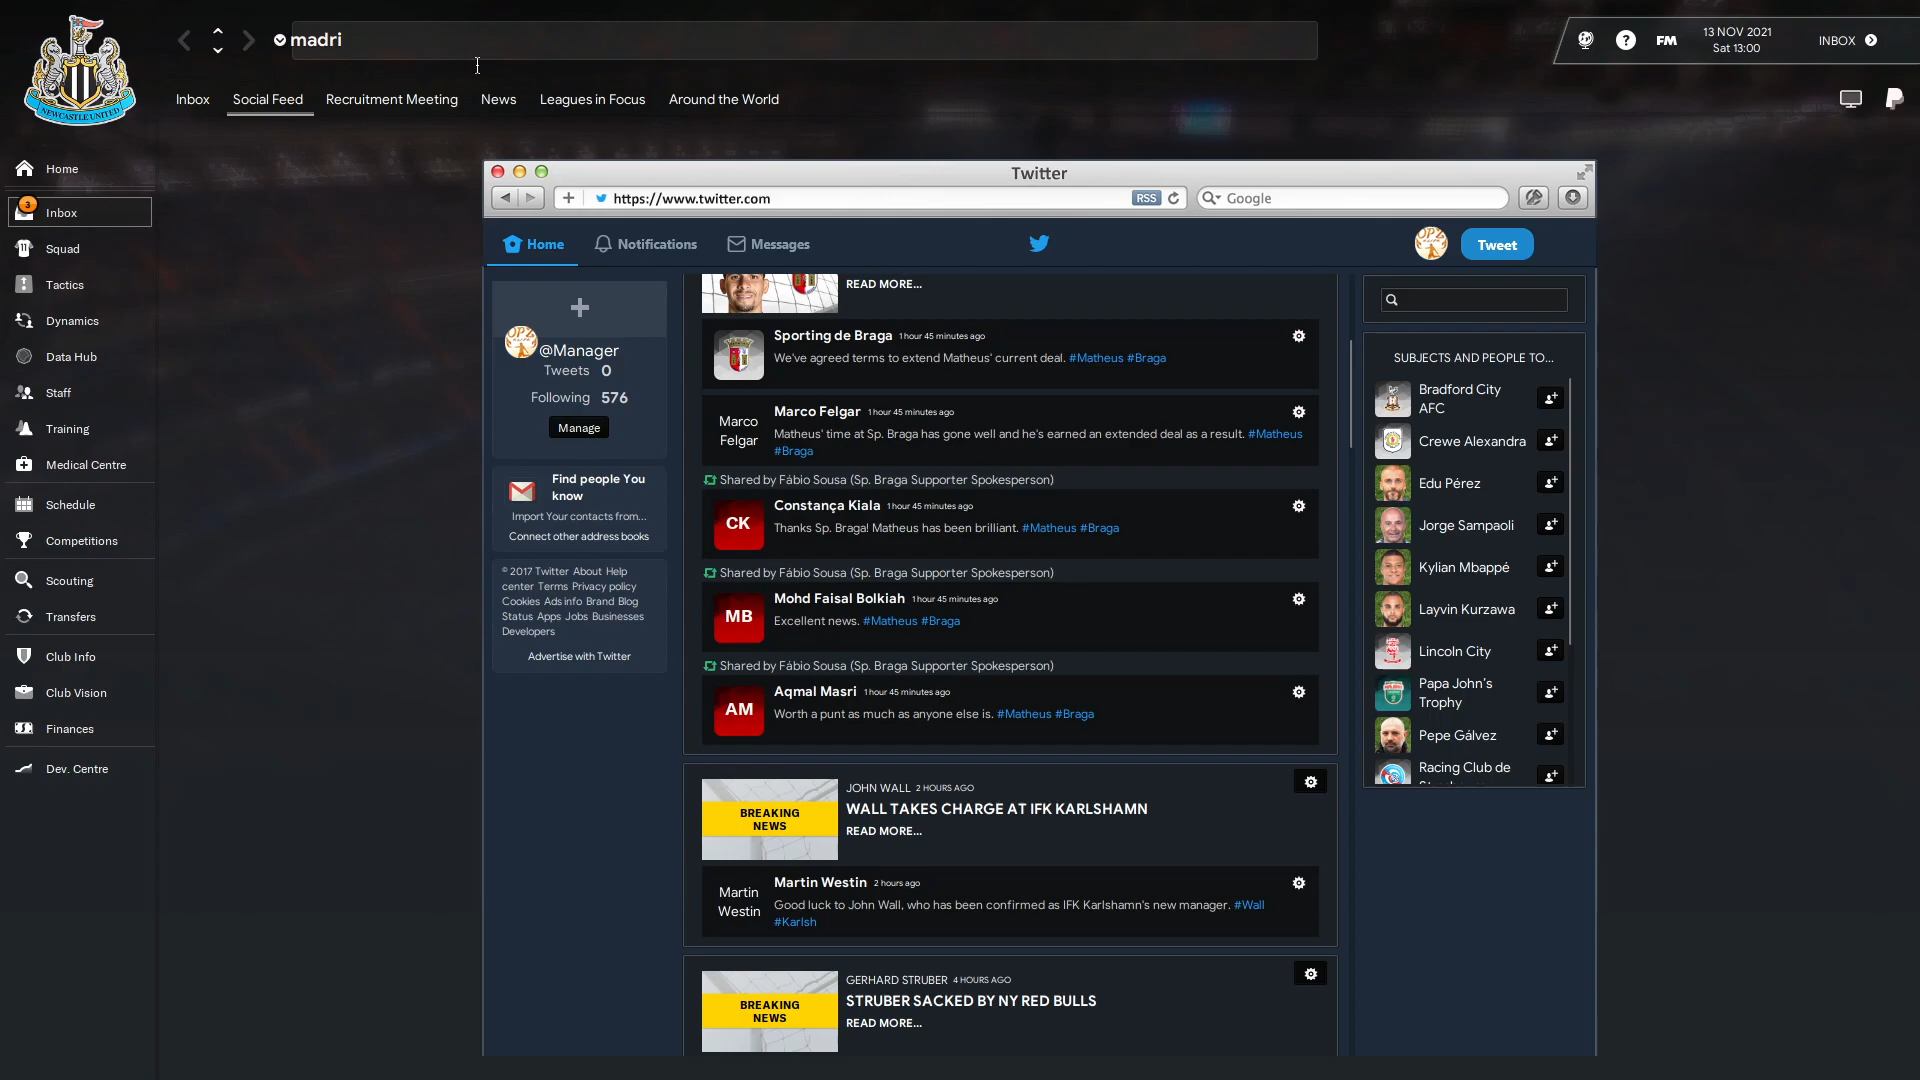 madri
13 NOV 2021
Sat 13:00
INBOX
FM
NEWCASTLE UNITED
Inbox
Social Feed
Recruitment Meeting
News
Leagues in Focus
Around the World
Home
3
Inbox
Squad
Tactics
Dynamics
Data Hub
Staff
Training
Medical Centre
Schedule
Competitions
Scouting
Transfers
Club Info
Club Vision
Finances
Dev. Centre
Twitter
https://www.twitter.com
RSS
Google
Home
Notifications
Messages
Tweet
@Manager
Tweets 0
Following 576
Manage
Find people You
know
Import Your contacts from...
Connect other address books
© 2017 Twitter About Help
center Terms Privacy policy
Cookies Ads info Brand Blog
Status Apps Jobs Businesses
Developers
Advertise with Twitter
READ MORE...
Sporting de Braga 1 hour 45 minutes ago
We've agreed terms to extend Matheus' current deal. #Matheus #Braga
Marco
Felgar
Marco Felgar 1 hour 45 minutes ago
Matheus' time at Sp. Braga has gone well and he's earned an extended deal as a result. #Matheus
#Braga
Shared by Fábio Sousa (Sp. Braga Supporter Spokesperson)
CK
Constança Kiala 1 hour 45 minutes ago
Thanks Sp. Braga! Matheus has been brilliant. #Matheus #Braga
Shared by Fábio Sousa (Sp. Braga Supporter Spokesperson)
MB
Mohd Faisal Bolkiah 1 hour 45 minutes ago
Excellent news. #Matheus #Braga
Shared by Fábio Sousa (Sp. Braga Supporter Spokesperson)
AM
Aqmal Masri 1 hour 45 minutes ago
Worth a punt as much as anyone else is. #Matheus #Braga
BREAKING
NEWS
JOHN WALL 2 HOURS AGO
WALL TAKES CHARGE AT IFK KARLSHAMN
READ MORE...
Martin
Westin
Martin Westin 2 hours ago
Good luck to John Wall, who has been confirmed as IFK Karlshamn's new manager. #Wall
#Karlsh
BREAKING
NEWS
GERHARD STRUBER 4 HOURS AGO
STRUBER SACKED BY NY RED BULLS
READ MORE...
SUBJECTS AND PEOPLE TO...
Bradford City
AFC
Crewe Alexandra
Edu Pérez
Jorge Sampaoli
Kylian Mbappé
Layvin Kurzawa
Lincoln City
Papa John's
Trophy
Pepe Gálvez
Racing Club de